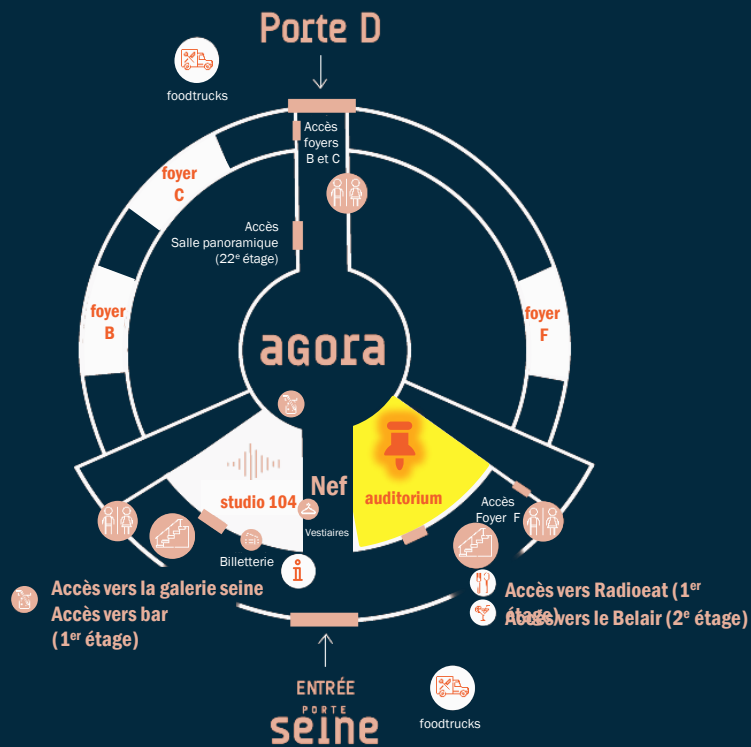 Porte D
foodtrucks
Accès
foyers
B et C
foyer
C
Accès
Salle panoramique
(22e étage)
foyer
B
foyer
F
agora
Nef
studio 104
auditorium
Accès
Foyer F
Vestiaires
Billetterie
i
Accès vers la galerie seine
Accès vers bar
(1er étage)
Accès vers Radioeat (1er
étage)
Accès vers le Belair (2e étage)
ENTRÉE
PORTE
seine
foodtrucks